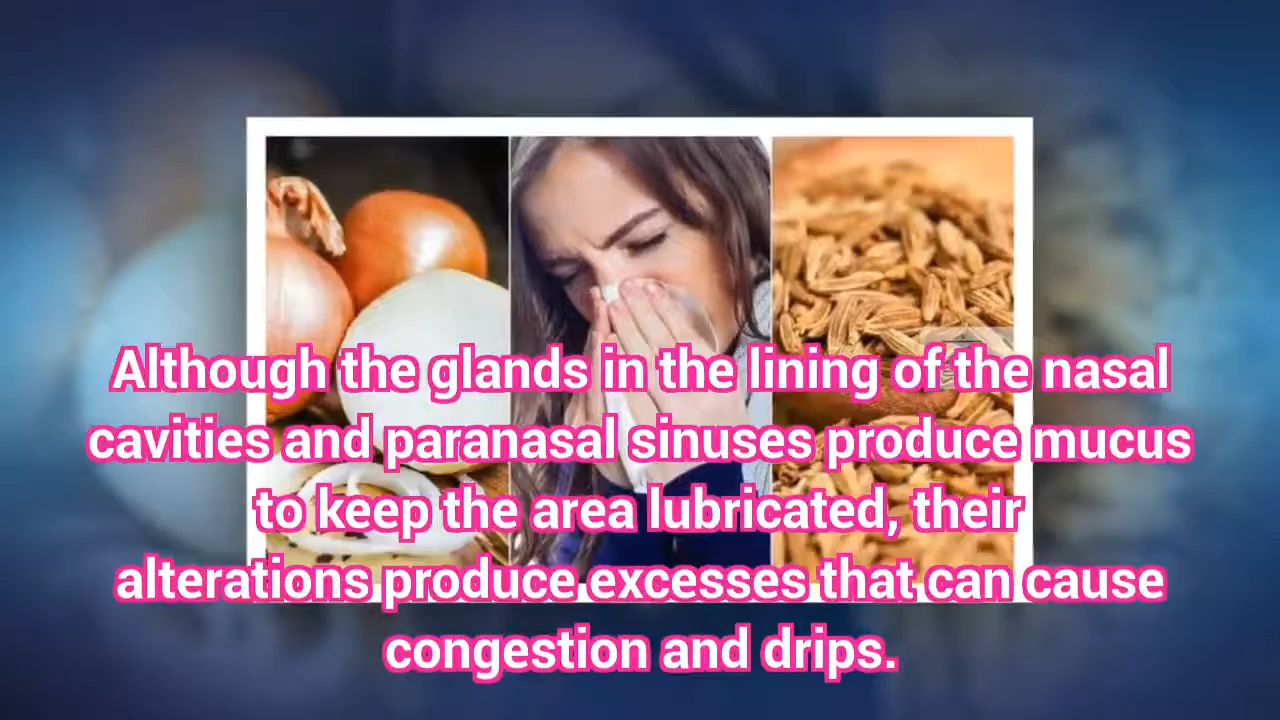 Although the glands in the lining of the nasal
cavities and paranasal sinuses produce mucus
to keep the area lubricated, their
alterations produce excesses that can cause
congestion and drips.